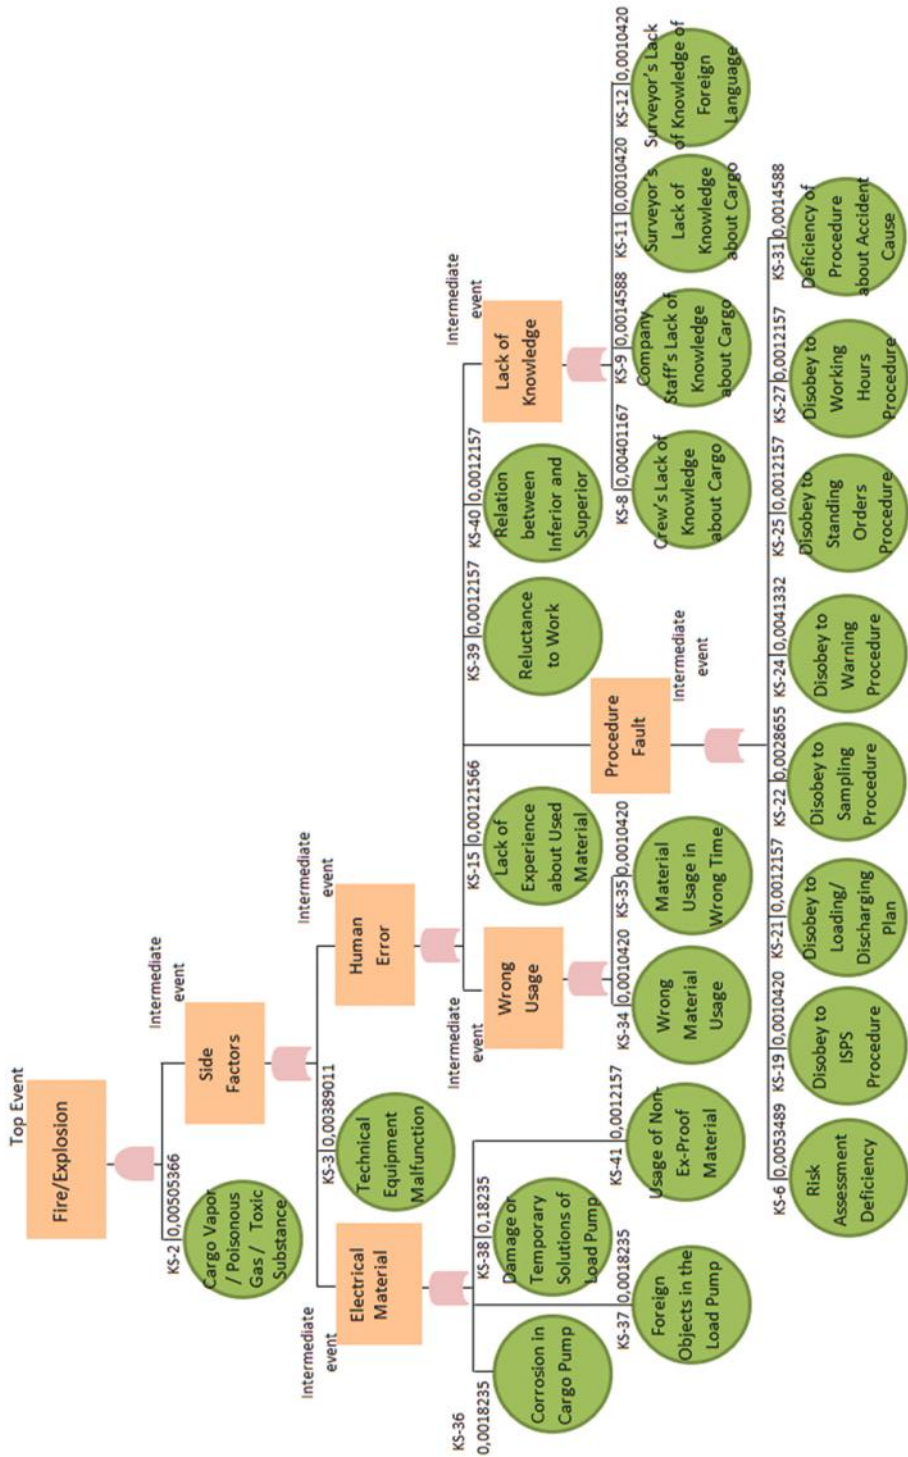 Top Event
Fire/Explosion
KS-2
0,00505366
Cargo Vapor
/ Poisonous
Gas / Toxic
Substance
Intermediate
event
Side
Factors
Intermediate
event
Electrical
Material
KS-3
0,00389011
Technical
Equipment
Malfunction
Intermediate
event
Human
Error
KS-36
0,0018235
Corrosion in
Cargo Pump
KS-37
0,0018235
Foreign
Objects in the
Load Pump
KS-38
0,18235
Damage or
Temporary
Solutions of
Load Pump
KS-41
0,0012157
Usage of Non-
Ex-Proof
Material
Intermediate
event
Wrong
Usage
KS-15
0,00121566
Lack of
Experience
about Used
Material
KS-39
0,0012157
Reluctance
to Work
KS-40
0,0012157
Relation
between
Inferior and
Superior
Intermediate
event
Lack of
Knowledge
KS-34
0,0010420
Wrong
Material
Usage
KS-35
0,0010420
Material
Usage in
Wrong Time
Procedure
Fault
Intermediate
event
KS-8
0,00401167
Crew's Lack of
Knowledge
about Cargo
KS-9
0,0014588
Company
Staff's Lack of
Knowledge
about Cargo
KS-11
0,0010420
Surveyor's
Lack of
Knowledge
about Cargo
KS-12
0,0010420
Surveyor's Lack
of Knowledge of
Foreign
Language
KS-6
0,0053489
Risk
Assessment
Deficiency
KS-19
0,0010420
Disobey to
ISPS
Procedure
KS-21
0,0012157
Disobey to
Loading/
Discharging
Plan
KS-22
0,0028655
Disobey to
Sampling
Procedure
KS-24
0,0041332
Disobey to
Warning
Procedure
KS-25
0,0012157
Disobey to
Standing
Orders
Procedure
KS-27
0,0012157
Disobey to
Working
Hours
Procedure
KS-31
0,0014588
Deficiency of
Procedure
about Accident
Cause